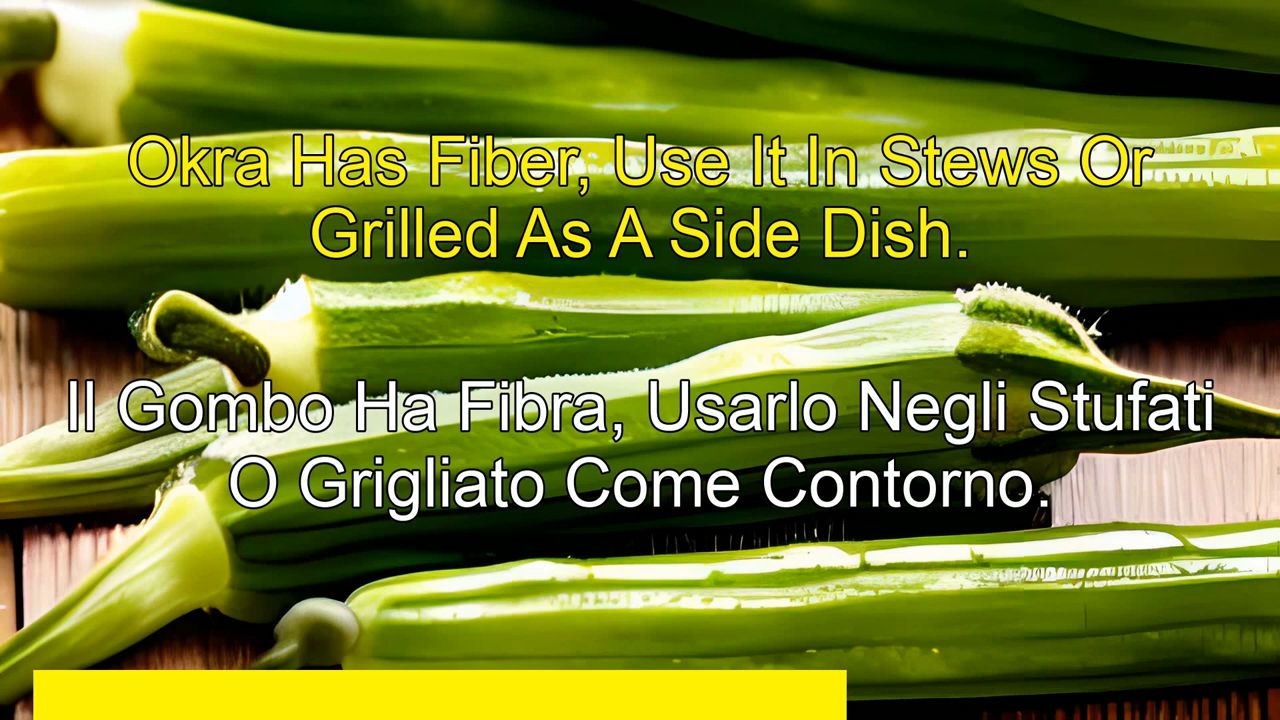 Okra Has Fiber, Use It In Stews Or
Grilled As A Side Dish.
Il Gombo Ha Fibra, Usarlo Negli Stufati
O Grigliato Come Contorno.